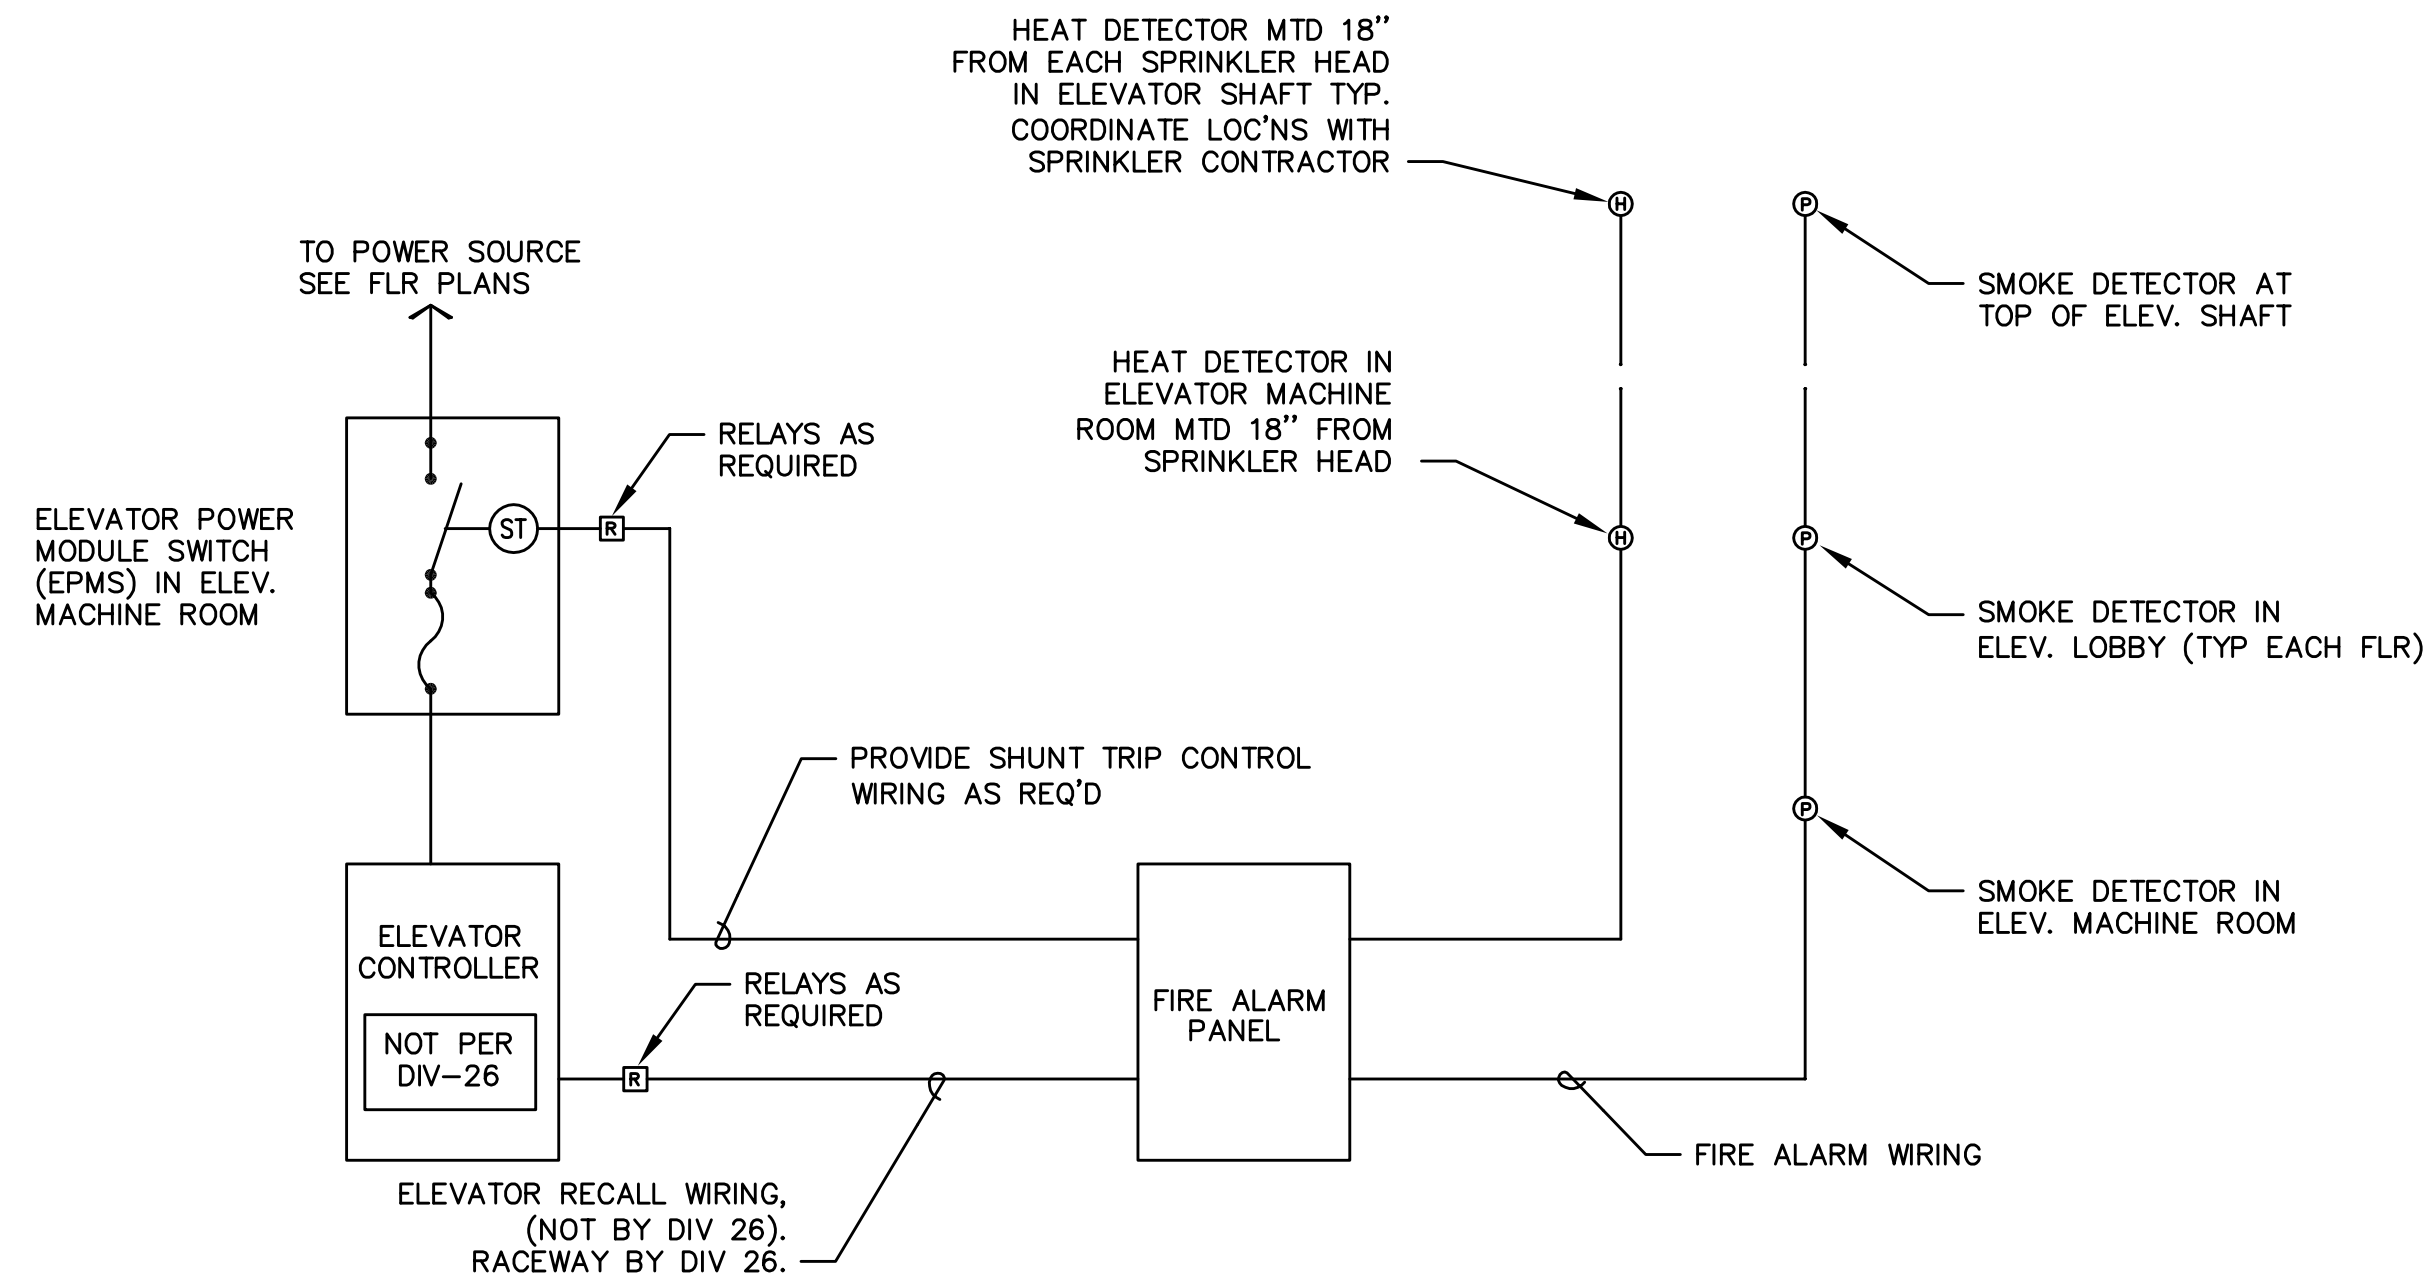 HEAT DETECTOR MTD 18"
FROM EACH SPRINKLER HEAD
IN ELEVATOR SHAFT TYP.
COORDINATE LOC'NS WITH
SPRINKLER CONTRACTOR
H
P
TO POWER SOURCE
SEE FLR PLANS
SMOKE DETECTOR AT
TOP OF ELEV. SHAFT
HEAT DETECTOR IN
ELEVATOR MACHINE
ROOM MTD 18" FROM
SPRINKLER HEAD
RELAYS AS
REQUIRED
ELEVATOR POWER
MODULE SWITCH
(EPMS) IN ELEV.
MACHINE ROOM
ST
R
H
P
SMOKE DETECTOR IN
ELEV. LOBBY (TYP EACH FLR)
PROVIDE SHUNT TRIP CONTROL
WIRING AS REQ'D
P
SMOKE DETECTOR IN
ELEV. MACHINE ROOM
ELEVATOR
CONTROLLER
NOT PER
DIV-26
RELAYS AS
REQUIRED
R
FIRE ALARM
PANEL
FIRE ALARM WIRING
ELEVATOR RECALL WIRING,
(NOT BY DIV 26).
RACEWAY BY DIV 26.